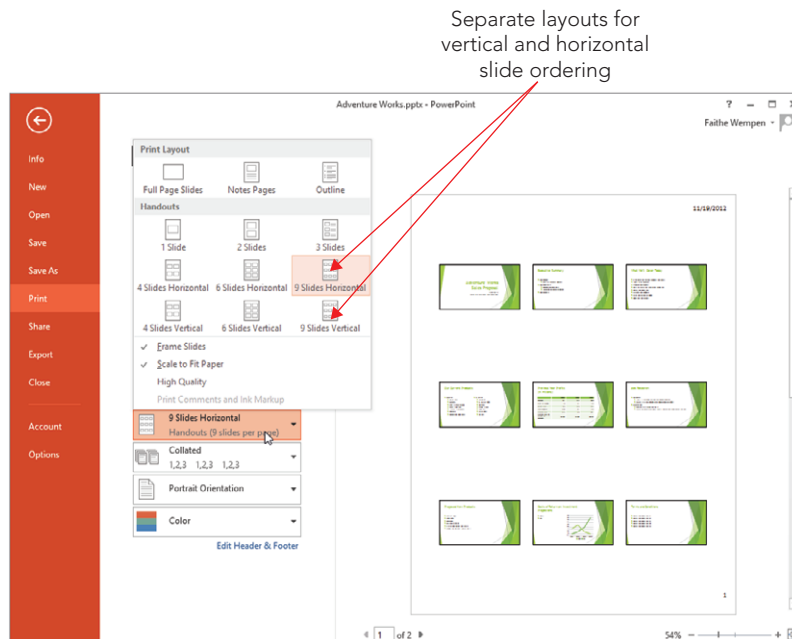 Separate layouts for
vertical and horizontal
slide ordering
Adventure Works.pptx - PowerPoint
?
Faithe Wempen
Info
New
Open
Save
Save As
Print
Share
Export
Close
Account
Options
Print Layout
Full Page Slides Notes Pages Outline
Handouts
1 Slide 2 Slides 3 Slides
4 Slides Horizontal 6 Slides Horizontal 9 Slides Horizontal
4 Slides Vertical 6 Slides Vertical 9 Slides Vertical
Frame Slides
Scale to Fit Paper
High Quality
Print Comments and Ink Markup
9 Slides Horizontal
Handouts (9 slides per page)
Collated
1,2,3 1,2,3 1,2,3
Portrait Orientation
Color
Edit Header & Footer
11/19/2012
Adventure Works
Sales Proposal
1
1 of 2
54%